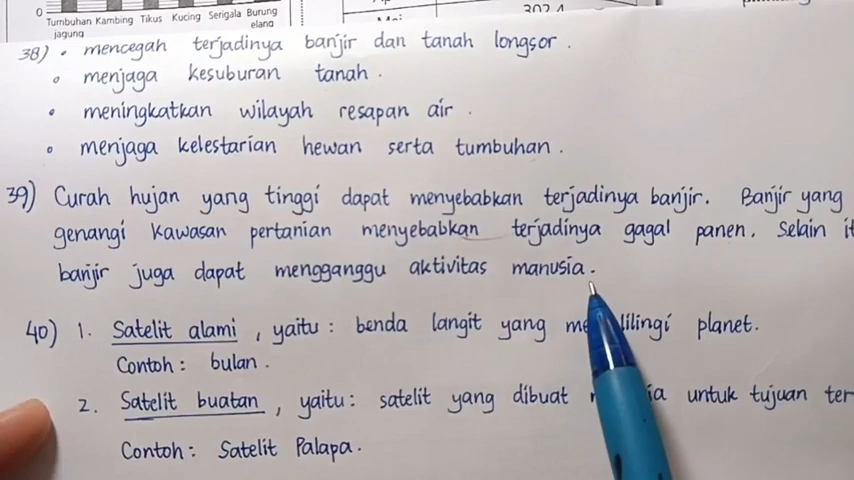 0
Tumbuhan Kambing Tikus Kucing Serigala Burung
jagung elang
302,4
38) • mencegah terjadinya banjir dan tanah longsor.
• menjaga kesuburan tanah.
• meningkatkan wilayah resapan air.
• menjaga kelestarian hewan serta tumbuhan.
39) Curah hujan yang tinggi dapat menyebabkan terjadinya banjir. Banjir yang
genangi kawasan pertanian menyebabkan terjadinya gagal panen. Selain
banjir juga dapat mengganggu aktivitas manusia.
40) 1. Satelit alami, yaitu: benda langit yang planet.
Contoh: bulan.
2. Satelit buatan, yaitu: satelit yang dibuat untuk tujuan
Contoh: Satelit Palapa.